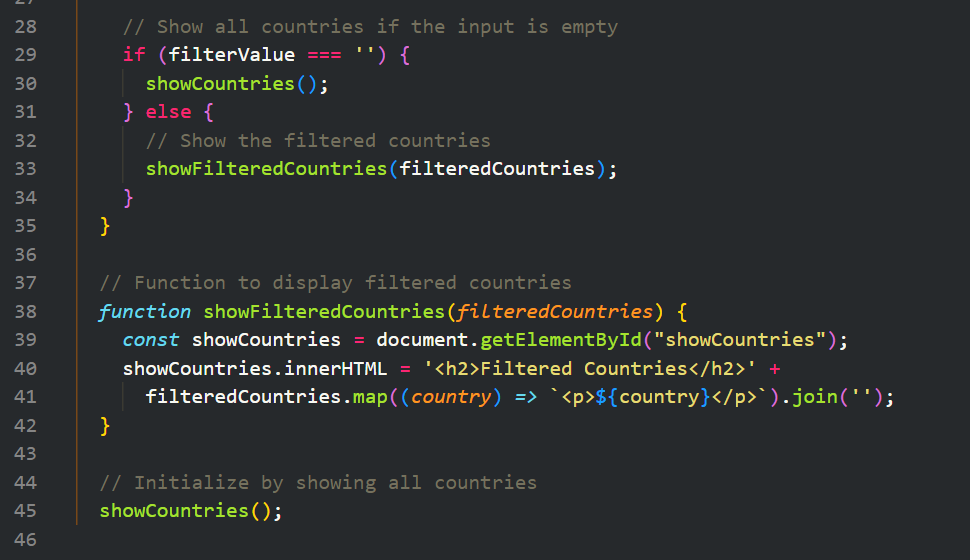 27
28 // Show all countries if the input is empty
29 if (filterValue === '') {
30 showCountries();
31 } else {
32 // Show the filtered countries
33 showFilteredCountries(filteredCountries);
34 }
35 }
36
37 // Function to display filtered countries
38 function showFilteredCountries(filteredCountries) {
39 const showCountries = document.getElementById("showCountries");
40 showCountries.innerHTML = '<h2>Filtered Countries</h2>' +
41 filteredCountries.map((country) => `<p>${country}</p>`).join('');
42 }
43
44 // Initialize by showing all countries
45 showCountries();
46